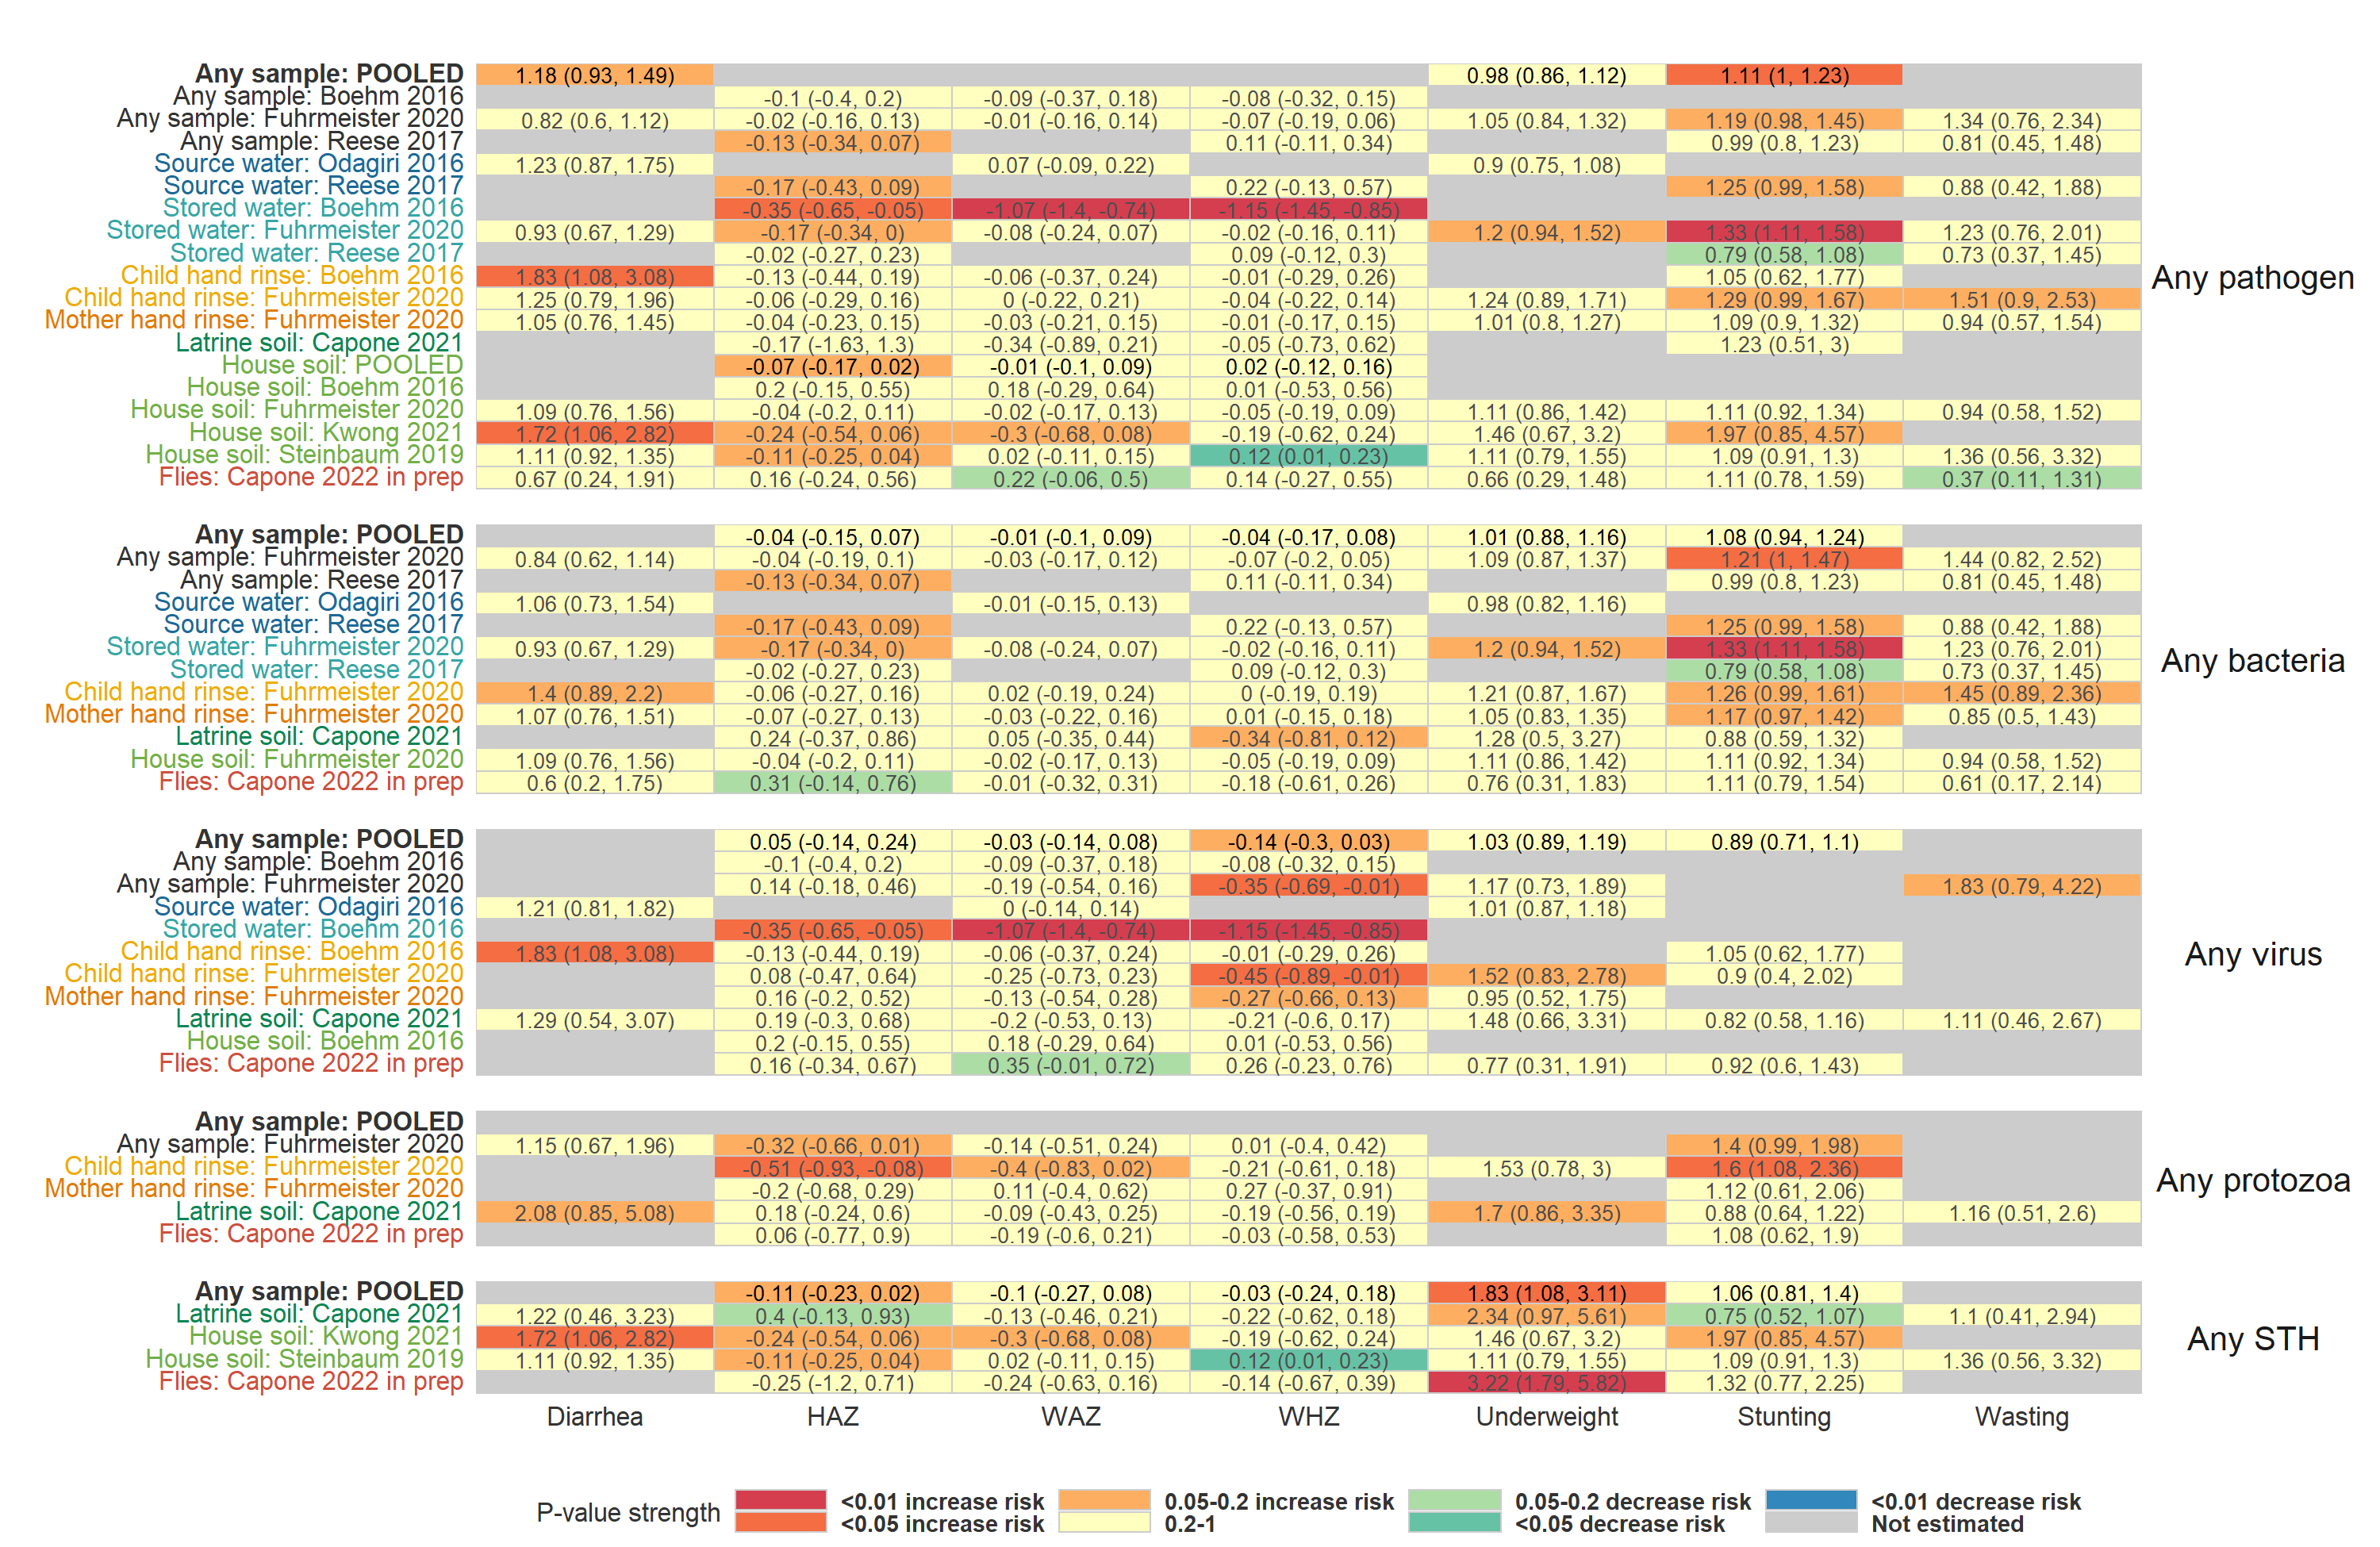 Any sample: POOLED 1.18 (0.93, 1.49) 0.98 (0.86, 1.12) 1.11 (1, 1.23)
Any sample: Boehm 2016 -0.1 (-0.4, 0.2) -0.09 (-0.37, 0.18) -0.08 (-0.32, 0.15)
Any sample: Fuhrmeister 2020 0.82 (0.6, 1.12) -0.02 (-0.16, 0.13) -0.01 (-0.16, 0.14) -0.07 (-0.19, 0.06) 1.05 (0.84, 1.32) 1.19 (0.98, 1.45) 1.34 (0.76, 2.34)
Any sample: Reese 2017 -0.13 (-0.34, 0.07) 0.11 (-0.11, 0.34) 0.99 (0.8, 1.23) 0.81 (0.45, 1.48)
Source water: Odagiri 2016 1.23 (0.87, 1.75) 0.07 (-0.09, 0.22) 0.9 (0.75, 1.08)
Source water: Reese 2017 -0.17 (-0.43, 0.09) 0.22 (-0.13, 0.57) 1.25 (0.99, 1.58) 0.88 (0.42, 1.88)
Stored water: Boehm 2016 -0.35 (-0.65, -0.05) -1.07 (-1.4, -0.74) -1.15 (-1.45, -0.85)
Stored water: Fuhrmeister 2020 0.93 (0.67, 1.29) -0.17 (-0.34, 0) -0.08 (-0.24, 0.07) -0.02 (-0.16, 0.11) 1.2 (0.94, 1.52) 1.33 (1.11, 1.58) 1.23 (0.76, 2.01)
Stored water: Reese 2017 -0.02 (-0.27, 0.23) 0.09 (-0.12, 0.3) 0.79 (0.58, 1.08) 0.73 (0.37, 1.45)
Child hand rinse: Boehm 2016 1.83 (1.08, 3.08) -0.13 (-0.44, 0.19) -0.06 (-0.37, 0.24) -0.01 (-0.29, 0.26) 1.05 (0.62, 1.77)
Child hand rinse: Fuhrmeister 2020 1.25 (0.79, 1.96) -0.06 (-0.29, 0.16) 0 (-0.22, 0.21) -0.04 (-0.22, 0.14) 1.24 (0.89, 1.71) 1.29 (0.99, 1.67) 1.51 (0.9, 2.53)
Mother hand rinse: Fuhrmeister 2020 1.05 (0.76, 1.45) -0.04 (-0.23, 0.15) -0.03 (-0.21, 0.15) -0.01 (-0.17, 0.15) 1.01 (0.8, 1.27) 1.09 (0.9, 1.32) 0.94 (0.57, 1.54)
Latrine soil: Capone 2021 -0.17 (-1.63, 1.3) -0.34 (-0.89, 0.21) -0.05 (-0.73, 0.62) 1.23 (0.51, 3)
House soil: POOLED -0.07 (-0.17, 0.02) -0.01 (-0.1, 0.09) 0.02 (-0.12, 0.16)
House soil: Boehm 2016 0.2 (-0.15, 0.55) 0.18 (-0.29, 0.64) 0.01 (-0.53, 0.56)
House soil: Fuhrmeister 2020 1.09 (0.76, 1.56) -0.04 (-0.2, 0.11) -0.02 (-0.17, 0.13) -0.05 (-0.19, 0.09) 1.11 (0.86, 1.42) 1.11 (0.92, 1.34) 0.94 (0.58, 1.52)
House soil: Kwong 2021 1.72 (1.06, 2.82) -0.24 (-0.54, 0.06) -0.3 (-0.68, 0.08) -0.19 (-0.62, 0.24) 1.46 (0.67, 3.2) 1.97 (0.85, 4.57)
House soil: Steinbaum 2019 1.11 (0.92, 1.35) -0.11 (-0.25, 0.04) 0.02 (-0.11, 0.15) 0.12 (0.01, 0.23) 1.11 (0.79, 1.55) 1.09 (0.91, 1.3) 1.36 (0.56, 3.32)
Flies: Capone 2022 in prep 0.67 (0.24, 1.91) 0.16 (-0.24, 0.56) 0.22 (-0.06, 0.5) 0.14 (-0.27, 0.55) 0.66 (0.29, 1.48) 1.11 (0.78, 1.59) 0.37 (0.11, 1.31)
Any pathogen
Any sample: POOLED -0.04 (-0.15, 0.07) -0.01 (-0.1, 0.09) -0.04 (-0.17, 0.08) 1.01 (0.88, 1.16) 1.08 (0.94, 1.24)
Any sample: Fuhrmeister 2020 0.84 (0.62, 1.14) -0.04 (-0.19, 0.1) -0.03 (-0.17, 0.12) -0.07 (-0.2, 0.05) 1.09 (0.87, 1.37) 1.21 (1, 1.47) 1.44 (0.82, 2.52)
Any sample: Reese 2017 -0.13 (-0.34, 0.07) 0.11 (-0.11, 0.34) 0.99 (0.8, 1.23) 0.81 (0.45, 1.48)
Source water: Odagiri 2016 1.06 (0.73, 1.54) -0.01 (-0.15, 0.13) 0.98 (0.82, 1.16)
Source water: Reese 2017 -0.17 (-0.43, 0.09) 0.22 (-0.13, 0.57) 1.25 (0.99, 1.58) 0.88 (0.42, 1.88)
Stored water: Fuhrmeister 2020 0.93 (0.67, 1.29) -0.17 (-0.34, 0) -0.08 (-0.24, 0.07) -0.02 (-0.16, 0.11) 1.2 (0.94, 1.52) 1.33 (1.11, 1.58) 1.23 (0.76, 2.01)
Stored water: Reese 2017 -0.02 (-0.27, 0.23) 0.09 (-0.12, 0.3) 0.79 (0.58, 1.08) 0.73 (0.37, 1.45)
Child hand rinse: Fuhrmeister 2020 1.4 (0.89, 2.2) -0.06 (-0.27, 0.16) 0.02 (-0.19, 0.24) 0 (-0.19, 0.19) 1.21 (0.87, 1.67) 1.26 (0.99, 1.61) 1.45 (0.89, 2.36)
Mother hand rinse: Fuhrmeister 2020 1.07 (0.76, 1.51) -0.07 (-0.27, 0.13) -0.03 (-0.22, 0.16) 0.01 (-0.15, 0.18) 1.05 (0.83, 1.35) 1.17 (0.97, 1.42) 0.85 (0.5, 1.43)
Latrine soil: Capone 2021 0.24 (-0.37, 0.86) 0.05 (-0.35, 0.44) -0.34 (-0.81, 0.12) 1.28 (0.5, 3.27) 0.88 (0.59, 1.32)
House soil: Fuhrmeister 2020 1.09 (0.76, 1.56) -0.04 (-0.2, 0.11) -0.02 (-0.17, 0.13) -0.05 (-0.19, 0.09) 1.11 (0.86, 1.42) 1.11 (0.92, 1.34) 0.94 (0.58, 1.52)
Flies: Capone 2022 in prep 0.6 (0.2, 1.75) 0.31 (-0.14, 0.76) -0.01 (-0.32, 0.31) -0.18 (-0.61, 0.26) 0.76 (0.31, 1.83) 1.11 (0.79, 1.54) 0.61 (0.17, 2.14)
Any bacteria
Any sample: POOLED 0.05 (-0.14, 0.24) -0.03 (-0.14, 0.08) -0.14 (-0.3, 0.03) 1.03 (0.89, 1.19) 0.89 (0.71, 1.1)
Any sample: Boehm 2016 -0.1 (-0.4, 0.2) -0.09 (-0.37, 0.18) -0.08 (-0.32, 0.15)
Any sample: Fuhrmeister 2020 0.14 (-0.18, 0.46) -0.19 (-0.54, 0.16) -0.35 (-0.69, -0.01) 1.17 (0.73, 1.89) 1.83 (0.79, 4.22)
Source water: Odagiri 2016 1.21 (0.81, 1.82) 0 (-0.14, 0.14) 1.01 (0.87, 1.18)
Stored water: Boehm 2016 -0.35 (-0.65, -0.05) -1.07 (-1.4, -0.74) -1.15 (-1.45, -0.85)
Child hand rinse: Boehm 2016 1.83 (1.08, 3.08) -0.13 (-0.44, 0.19) -0.06 (-0.37, 0.24) -0.01 (-0.29, 0.26) 1.05 (0.62, 1.77)
Child hand rinse: Fuhrmeister 2020 0.08 (-0.47, 0.64) -0.25 (-0.73, 0.23) -0.45 (-0.89, -0.01) 1.52 (0.83, 2.78) 0.9 (0.4, 2.02)
Mother hand rinse: Fuhrmeister 2020 0.16 (-0.2, 0.52) -0.13 (-0.54, 0.28) -0.27 (-0.66, 0.13) 0.95 (0.52, 1.75)
Latrine soil: Capone 2021 1.29 (0.54, 3.07) 0.19 (-0.3, 0.68) -0.2 (-0.53, 0.13) -0.21 (-0.6, 0.17) 1.48 (0.66, 3.31) 0.82 (0.58, 1.16) 1.11 (0.46, 2.67)
House soil: Boehm 2016 0.2 (-0.15, 0.55) 0.18 (-0.29, 0.64) 0.01 (-0.53, 0.56)
Flies: Capone 2022 in prep 0.16 (-0.34, 0.67) 0.35 (-0.01, 0.72) 0.26 (-0.23, 0.76) 0.77 (0.31, 1.91) 0.92 (0.6, 1.43)
Any virus
Any sample: POOLED
Any sample: Fuhrmeister 2020 1.15 (0.67, 1.96) -0.32 (-0.66, 0.01) -0.14 (-0.51, 0.24) 0.01 (-0.4, 0.42) 1.4 (0.99, 1.98)
Child hand rinse: Fuhrmeister 2020 -0.51 (-0.93, -0.08) -0.4 (-0.83, 0.02) -0.21 (-0.61, 0.18) 1.53 (0.78, 3) 1.6 (1.08, 2.36)
Mother hand rinse: Fuhrmeister 2020 -0.2 (-0.68, 0.29) 0.11 (-0.4, 0.62) 0.27 (-0.37, 0.91) 1.12 (0.61, 2.06)
Latrine soil: Capone 2021 2.08 (0.85, 5.08) 0.18 (-0.24, 0.6) -0.09 (-0.43, 0.25) -0.19 (-0.56, 0.19) 1.7 (0.86, 3.35) 0.88 (0.64, 1.22) 1.16 (0.51, 2.6)
Flies: Capone 2022 in prep 0.06 (-0.77, 0.9) -0.19 (-0.6, 0.21) -0.03 (-0.58, 0.53) 1.08 (0.62, 1.9)
Any protozoa
Any sample: POOLED -0.11 (-0.23, 0.02) -0.1 (-0.27, 0.08) -0.03 (-0.24, 0.18) 1.83 (1.08, 3.11) 1.06 (0.81, 1.4)
Latrine soil: Capone 2021 1.22 (0.46, 3.23) 0.4 (-0.13, 0.93) -0.13 (-0.46, 0.21) -0.22 (-0.62, 0.18) 2.34 (0.97, 5.61) 0.75 (0.52, 1.07) 1.1 (0.41, 2.94)
House soil: Kwong 2021 1.72 (1.06, 2.82) -0.24 (-0.54, 0.06) -0.3 (-0.68, 0.08) -0.19 (-0.62, 0.24) 1.46 (0.67, 3.2) 1.97 (0.85, 4.57)
House soil: Steinbaum 2019 1.11 (0.92, 1.35) -0.11 (-0.25, 0.04) 0.02 (-0.11, 0.15) 0.12 (0.01, 0.23) 1.11 (0.79, 1.55) 1.09 (0.91, 1.3) 1.36 (0.56, 3.32)
Flies: Capone 2022 in prep -0.25 (-1.2, 0.71) -0.24 (-0.63, 0.16) -0.14 (-0.67, 0.39) 3.22 (1.79, 5.82) 1.32 (0.77, 2.25)
Any STH
Diarrhea HAZ WAZ WHZ Underweight Stunting Wasting
P-value strength
<0.01 increase risk 0.05-0.2 increase risk 0.05-0.2 decrease risk <0.01 decrease risk
<0.05 increase risk 0.2-1 <0.05 decrease risk Not estimated